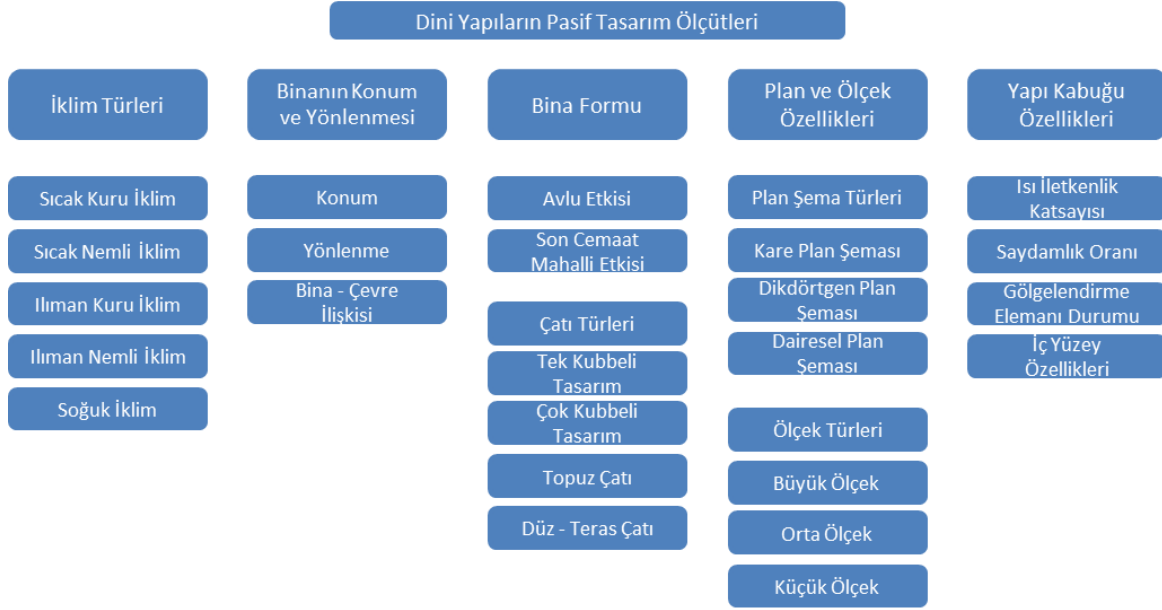 Dini Yapıların Pasif Tasarım Ölçütleri
İklim Türleri
Sıcak Kuru İklim
Sıcak Nemli İklim
Ilıman Kuru İklim
Ilıman Nemli İklim
Soğuk İklim
Binanın Konum
ve Yönlenmesi
Konum
Yönlenme
Bina - Çevre
İlişkisi
Bina Formu
Avlu Etkisi
Son Cemaat
Mahalli Etkisi
Çatı Türleri
Tek Kubbeli
Tasarım
Çok Kubbeli
Tasarım
Topuz Çatı
Düz - Teras Çatı
Plan ve Ölçek
Özellikleri
Plan Şema Türleri
Kare Plan Şeması
Dikdörtgen Plan
Şeması
Dairesel Plan
Şeması
Ölçek Türleri
Büyük Ölçek
Orta Ölçek
Küçük Ölçek
Yapı Kabuğu
Özellikleri
Isı İletkenlik
Katsayısı
Saydamlık Oranı
Gölgelendirme
Elemanı Durumu
İç Yüzey
Özellikleri